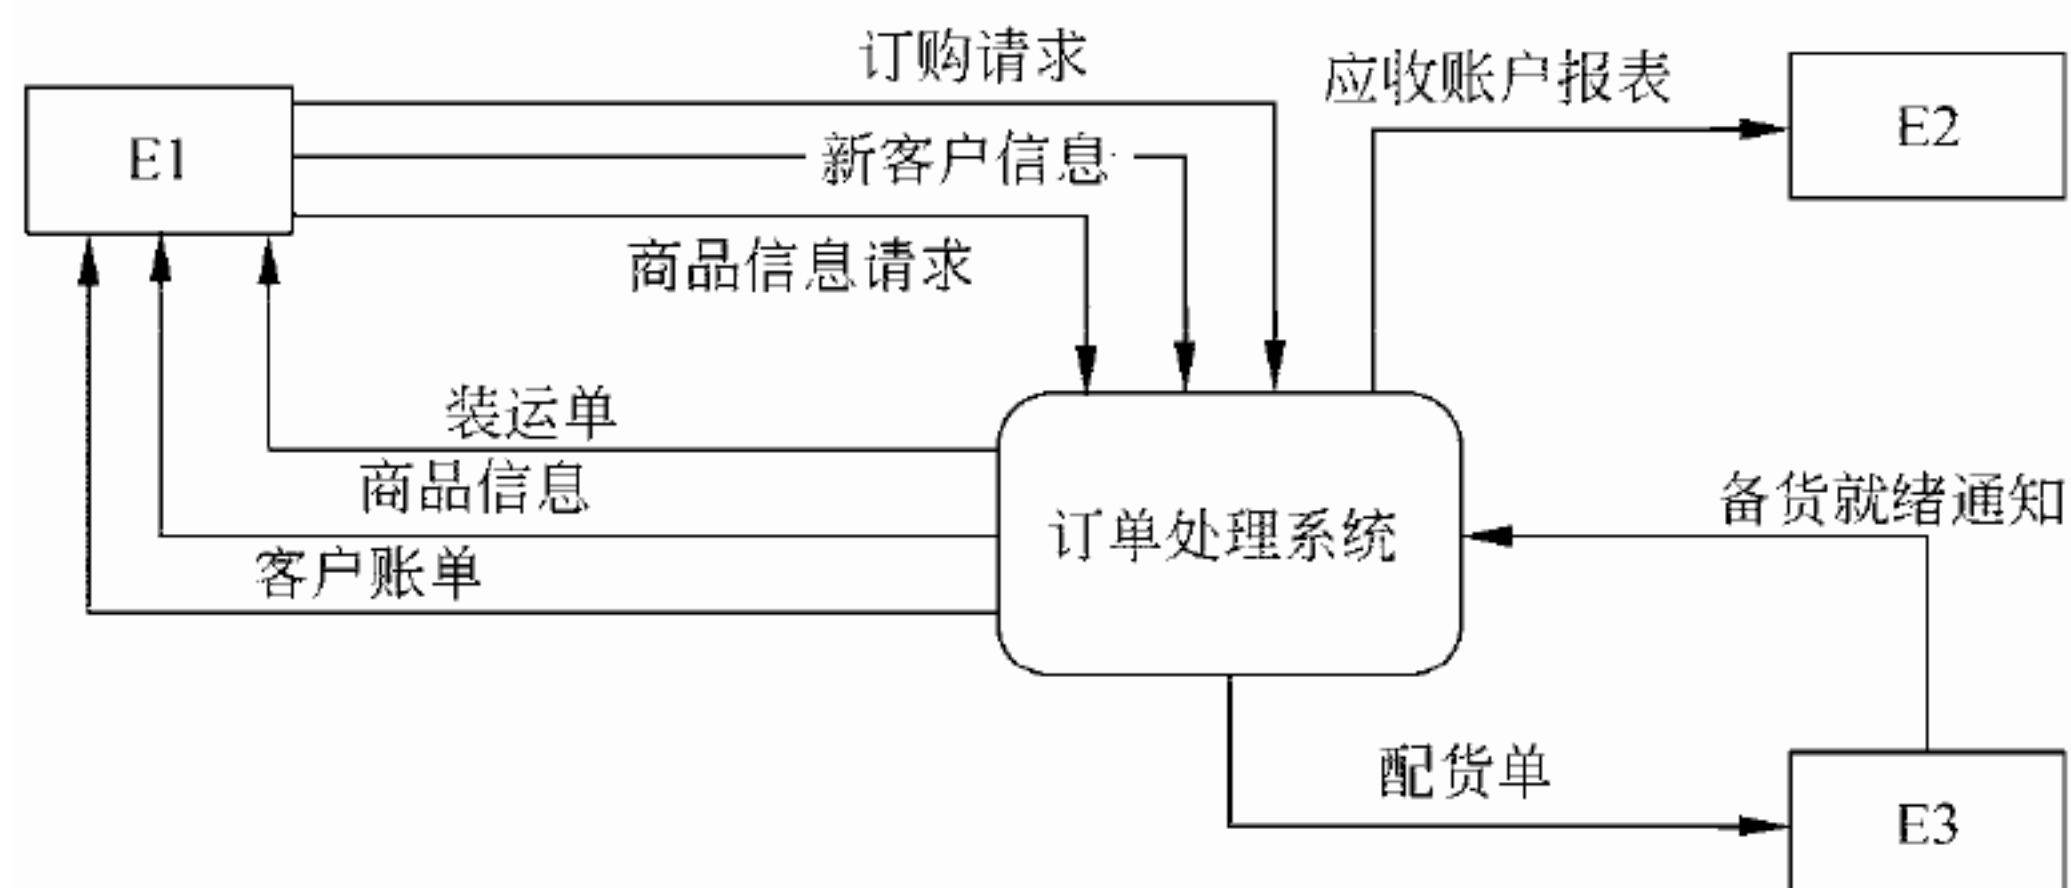 订购请求
应收账户报表
E1
E2
新客户信息
商品信息请求
装运单
商品信息
订单处理系统
备货就绪通知
客户账单
配货单
E3